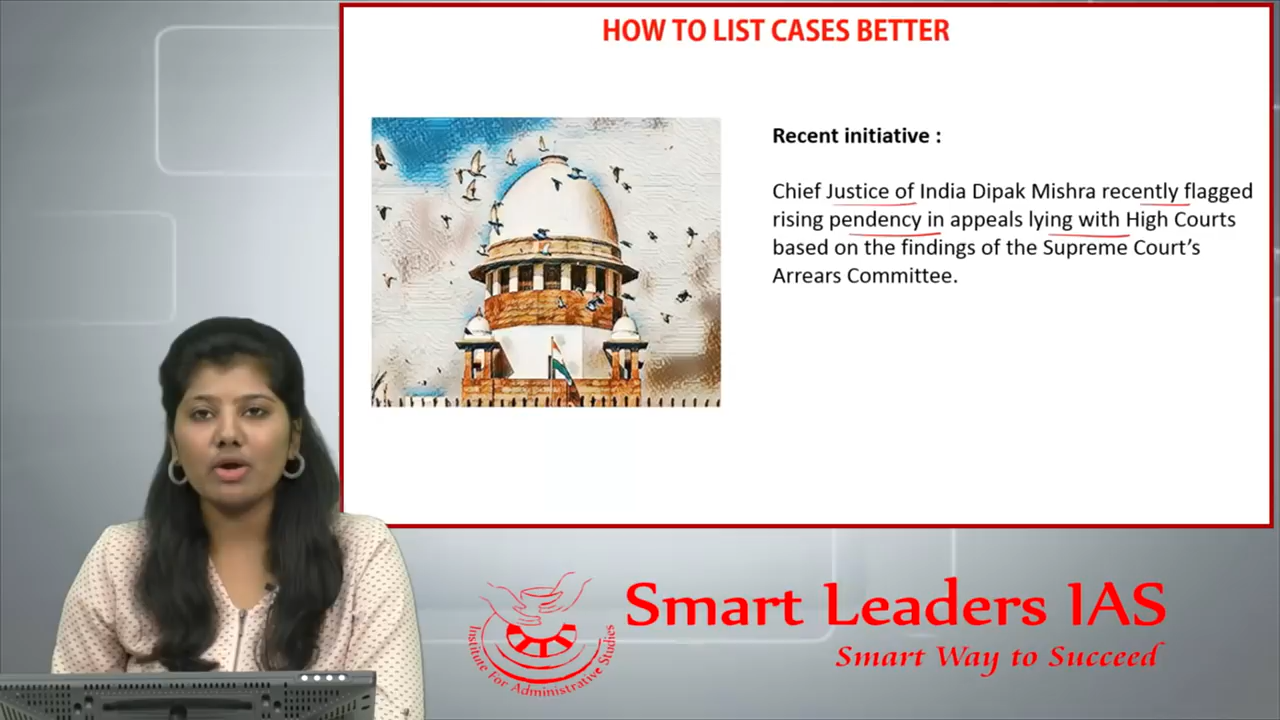 HOW TO LIST CASES BETTER
Recent initiative :
Chief Justice of India Dipak Mishra recently flagged
rising pendency in appeals lying with High Courts
based on the findings of the Supreme Court's
Arrears Committee.
Smart Leaders IAS
Smart Way to Succeed
Institute For Administrative Studies